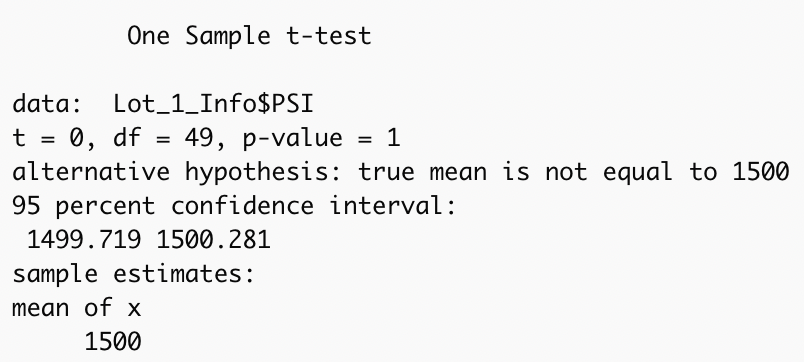 One Sample t-test
data:  Lot_1_Info$PSI
t = 0, df = 49, p-value = 1
alternative hypothesis: true mean is not equal to 1500
95 percent confidence interval:
1499.719 1500.281
sample estimates:
mean of x
1500